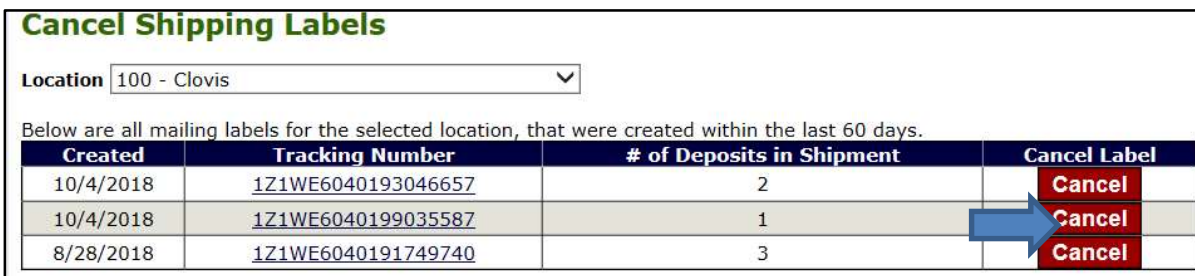 Cancel Shipping Labels
Location 100 - Clovis
Below are all mailing labels for the selected location, that were created within the last 60 days.
Created Tracking Number # of Deposits in Shipment Cancel Label
10/4/2018 1Z1WE6040193046657 2 Cancel
10/4/2018 1Z1WE6040199035587 1 Cancel
8/28/2018 1Z1WE6040191749740 3 Cancel